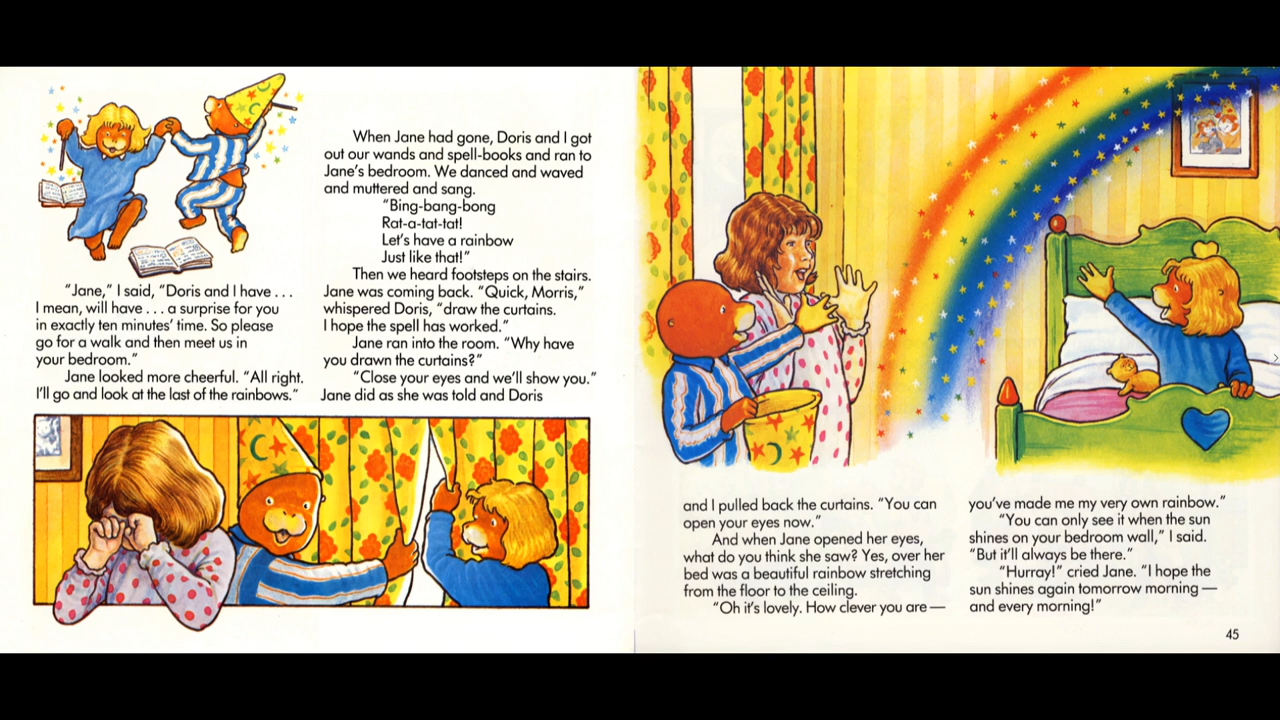 "Jane," I said, "Doris and I have . . .
I mean, will have . . . a surprise for you
in exactly ten minutes' time. So please
go for a walk and then meet us in
your bedroom."
Jane looked more cheerful. "All right.
I'll go and look at the last of the rainbows."
When Jane had gone, Doris and I got
out our wands and spell-books and ran to
Jane's bedroom. We danced and waved
and muttered and sang.
"Bing-bang-bong
Rat-a-tat-tat!
Let's have a rainbow
Just like that!"
Then we heard footsteps on the stairs.
Jane was coming back. "Quick, Morris,"
whispered Doris, "draw the curtains.
I hope the spell has worked."
Jane ran into the room. "Why have
you drawn the curtains?"
"Close your eyes and we'll show you."
Jane did as she was told and Doris
and I pulled back the curtains. "You can
open your eyes now."
And when Jane opened her eyes,
what do you think she saw? Yes, over her
bed was a beautiful rainbow stretching
from the floor to the ceiling.
"Oh it's lovely. How clever you are —
you've made me my very own rainbow."
"You can only see it when the sun
shines on your bedroom wall," I said.
"But it'll always be there."
"Hurray!" cried Jane. "I hope the
sun shines again tomorrow morning —
and every morning!"
45